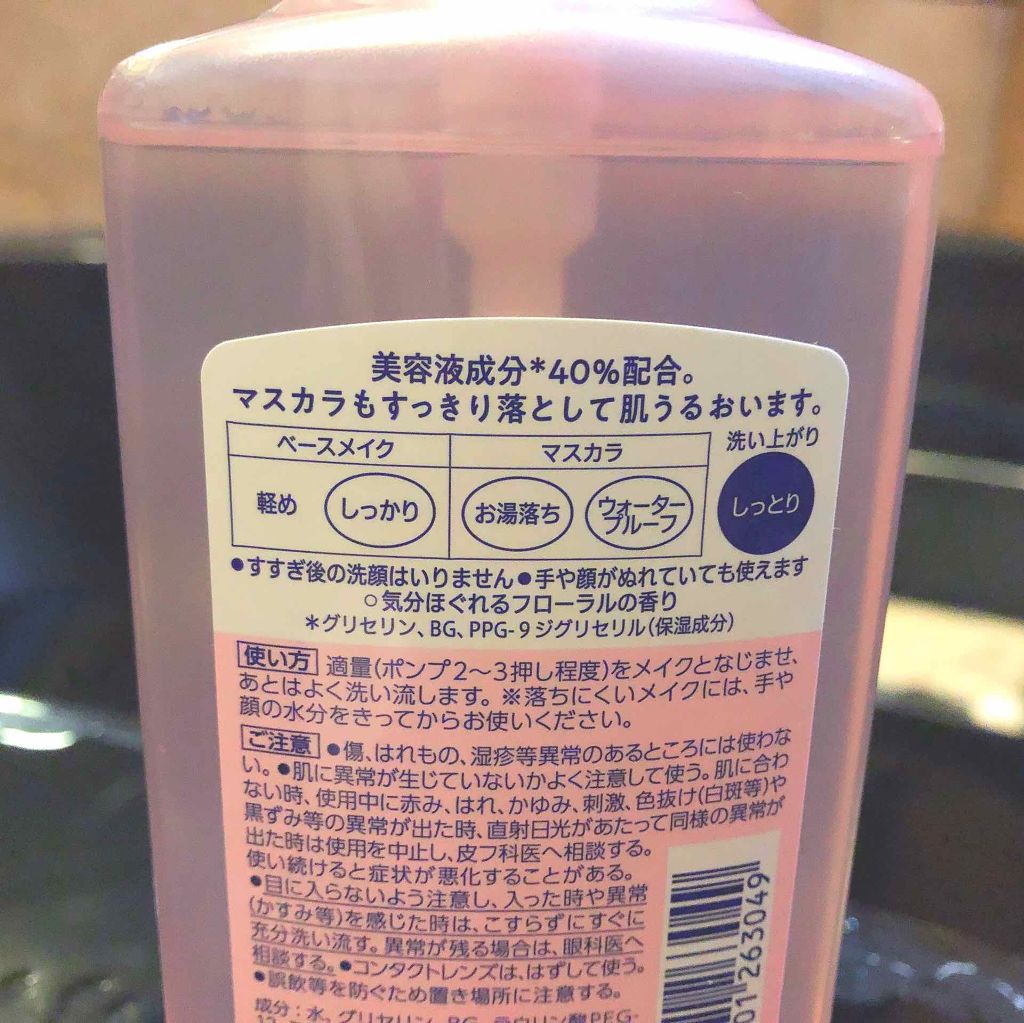 美容液成分*40%配合。
マスカラもすっきり落として肌うるおいます。
ベースメイク マスカラ 洗い上がり
軽め しっかり お湯落ち ウォータープルーフ しっとり
●すすぎ後の洗顔はいりません●手や顔がぬれていても使えます
○気分ほぐれるフローラルの香り
*グリセリン、BG、PPG-9ジグリセリル(保湿成分)
使い方 適量(ポンプ2〜3押し程度)をメイクとなじませ、
あとはよく洗い流します。※落ちにくいメイクには、手や
顔の水分をきってからお使いください。
ご注意 ●傷、はれもの、湿疹等異常のあるところには使わな
い。●肌に異常が生じていないかよく注意して使う。肌に合わ
ない時、使用中に赤み、はれ、かゆみ、刺激、色抜け(白斑等)や
黒ずみ等の異常が出た時、直射日光があたって同様の異常が
出た時は使用を中止し、皮フ科医へ相談する。
使い続けると症状が悪化することがある。
●目に入らないよう注意し、入った時や異常
(かすみ等)を感じた時は、こすらずにすぐに
充分洗い流す。異常が残る場合は、眼科医へ
相談する。●コンタクトレンズは、はずして使う。
●誤飲等を防ぐため置き場所に注意する。
成分：水、グリセリン、BG、ラウリン酸PEG-
01 263049